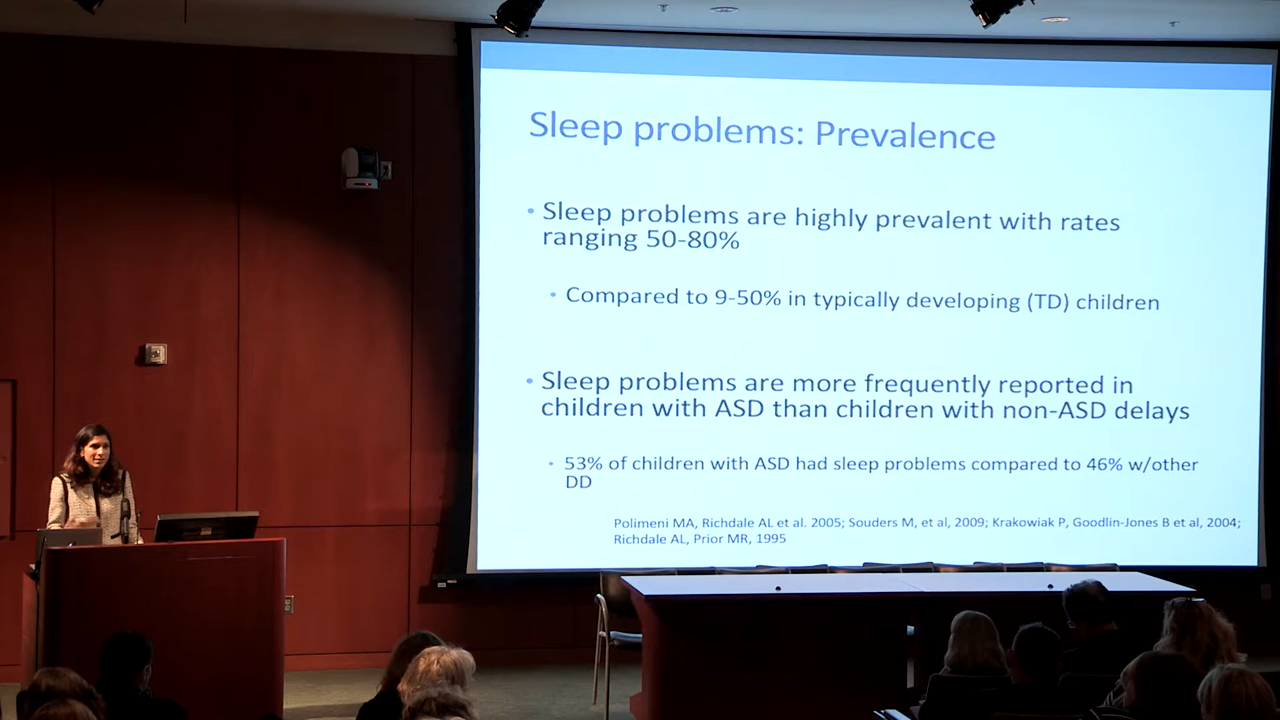 Sleep problems: Prevalence
• Sleep problems are highly prevalent with rates
ranging 50-80%
• Compared to 9-50% in typically developing (TD) children
• Sleep problems are more frequently reported in
children with ASD than children with non-ASD delays
• 53% of children with ASD had sleep problems compared to 46% w/other
DD
Polimeni MA, Richdale AL et al. 2005; Souders M, et al, 2009; Krakowiak P, Goodlin-Jones B et al, 2004;
Richdale AL, Prior MR, 1995